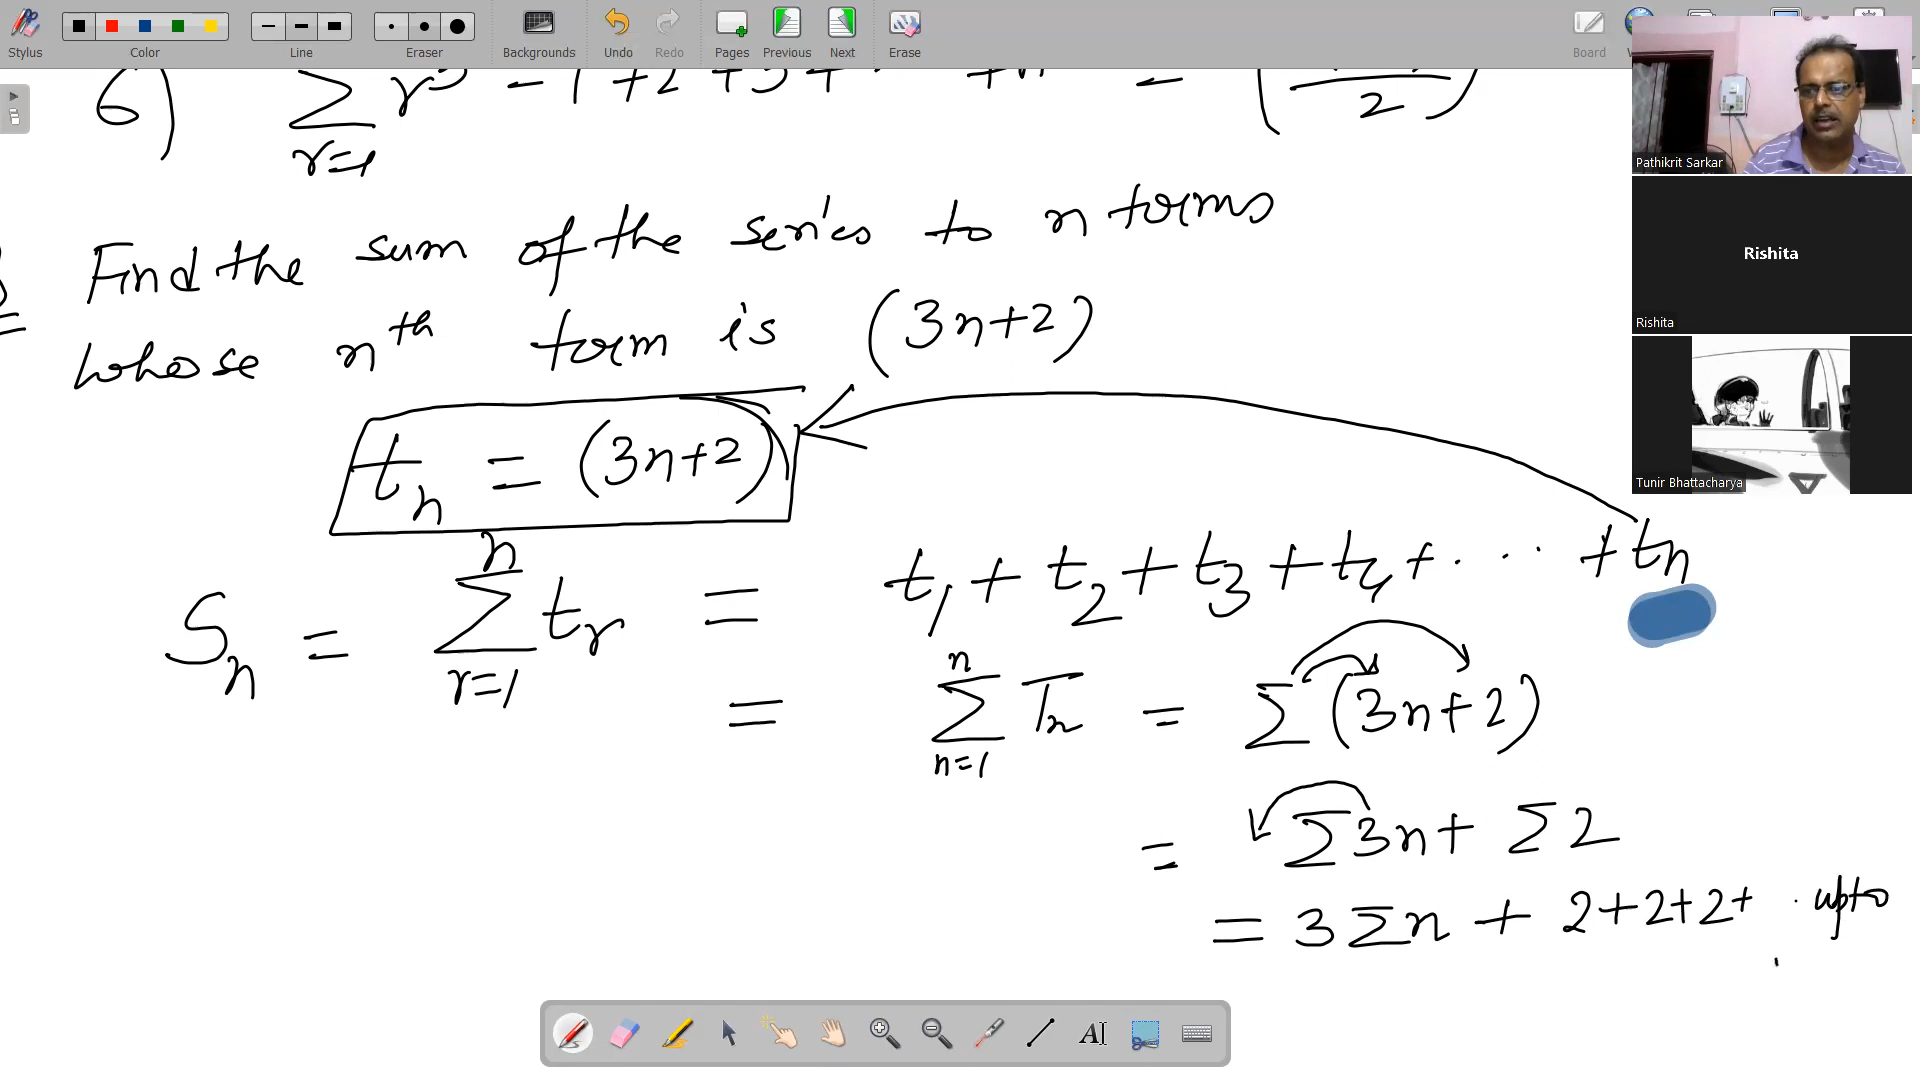 Stylus Color Line Eraser Backgrounds Undo Redo Pages Previous Next Erase Board
6) ∑ r³ = 1 + 2 + 3 + · + n = ( 2 )
r=1
Find the sum of the series to n terms
whose nth term is (3n+2)
tn = (3n+2)
Sn = ∑ⁿᵣ₌₁ tr = t1 + t2 + t3 + t4 + · · · · + tn
= ∑ⁿₙ₌₁ Tn = ∑ (3n+2)
= ∑3n + ∑2
= 3∑n + 2+2+2+ · upto
Pathikrit Sarkar
Rishita
Rishita
Tunir Bhattacharya